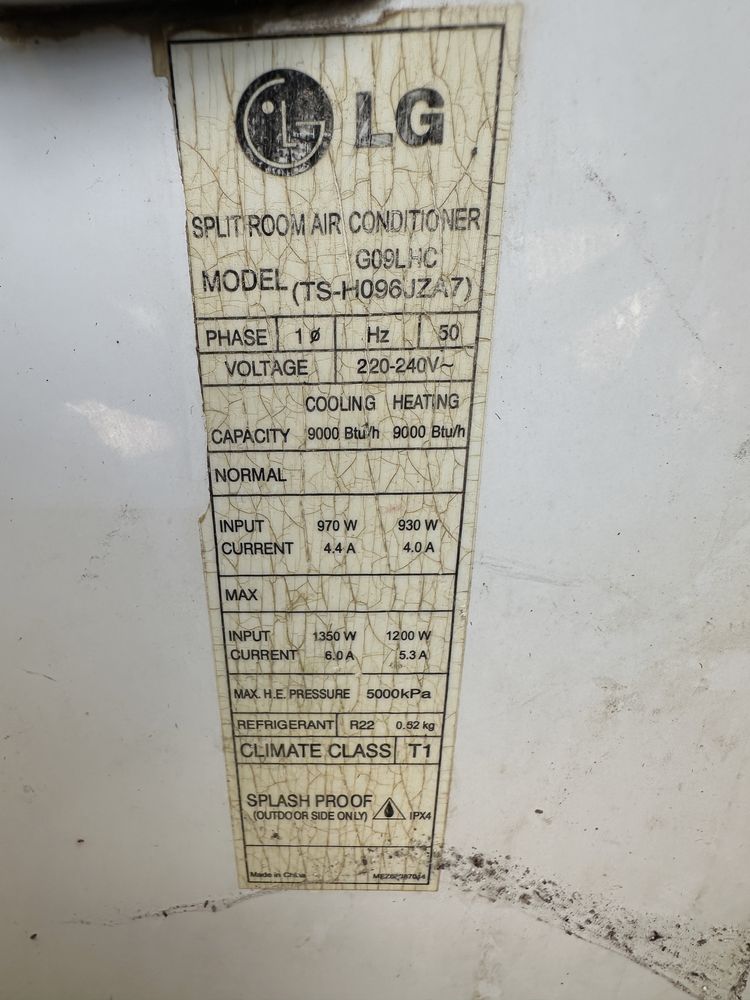 LG
SPLIT ROOM AIR CONDITIONER
MODEL G09LHC
(TS-H096JZA7)
PHASE 1ø Hz 50
VOLTAGE 220-240V~
COOLING HEATING
CAPACITY 9000 Btu/h 9000 Btu/h
NORMAL
INPUT 970 W 930 W
CURRENT 4.4 A 4.0 A
MAX
INPUT 1350 W 1200 W
CURRENT 6.0 A 5.3 A
MAX. H.E. PRESSURE 5000kPa
REFRIGERANT R22 0.52 kg
CLIMATE CLASS T1
SPLASH PROOF
(OUTDOOR SIDE ONLY) IPX4
Made in China